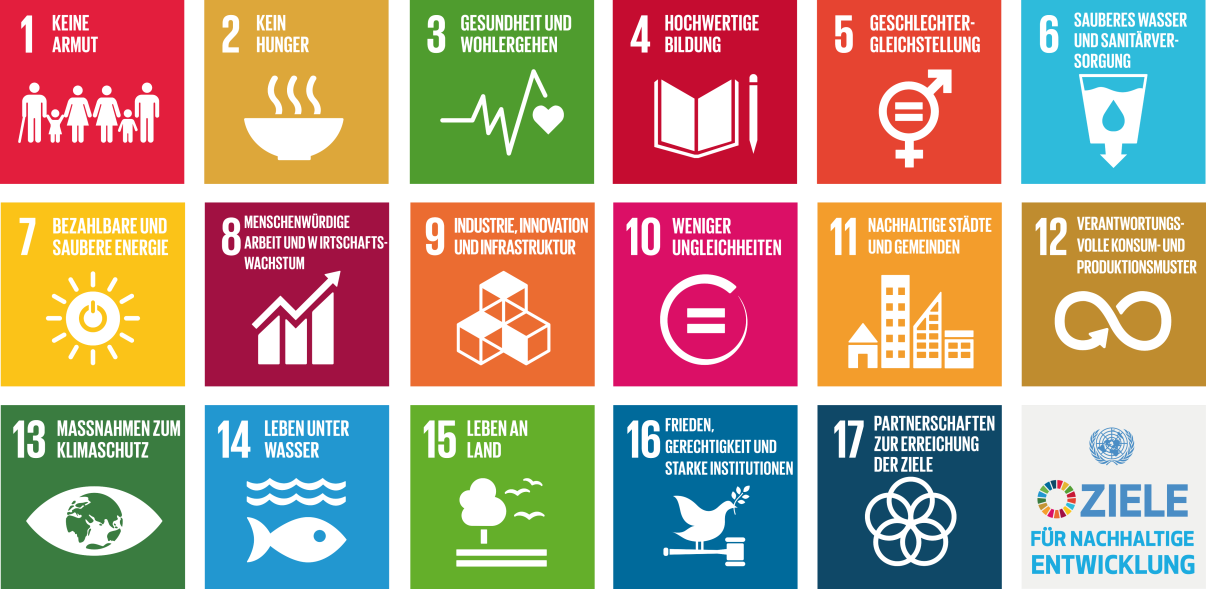 1 KEINE
ARMUT
2 KEIN
HUNGER
3 GESUNDHEIT UND
WOHLERGEHEN
4 HOCHWERTIGE
BILDUNG
5 GESCHLECHTER-
GLEICHSTELLUNG
6 SAUBERES WASSER
UND SANITÄRVER-
SORGUNG
7 BEZAHLBARE UND
SAUBERE ENERGIE
8 MENSCHENWÜRDIGE
ARBEIT UND WIRTSCHAFTS-
WACHSTUM
9 INDUSTRIE, INNOVATION
UND INFRASTRUKTUR
10 WENIGER
UNGLEICHHEITEN
11 NACHHALTIGE STÄDTE
UND GEMEINDEN
12 VERANTWORTUNGS-
VOLLE KONSUM- UND
PRODUKTIONSMUSTER
13 MASSNAHMEN ZUM
KLIMASCHUTZ
14 LEBEN UNTER
WASSER
15 LEBEN AN
LAND
16 FRIEDEN,
GERECHTIGKEIT UND
STARKE INSTITUTIONEN
17 PARTNERSCHAFTEN
ZUR ERREICHUNG
DER ZIELE
ZIELE
FÜR NACHHALTIGE
ENTWICKLUNG